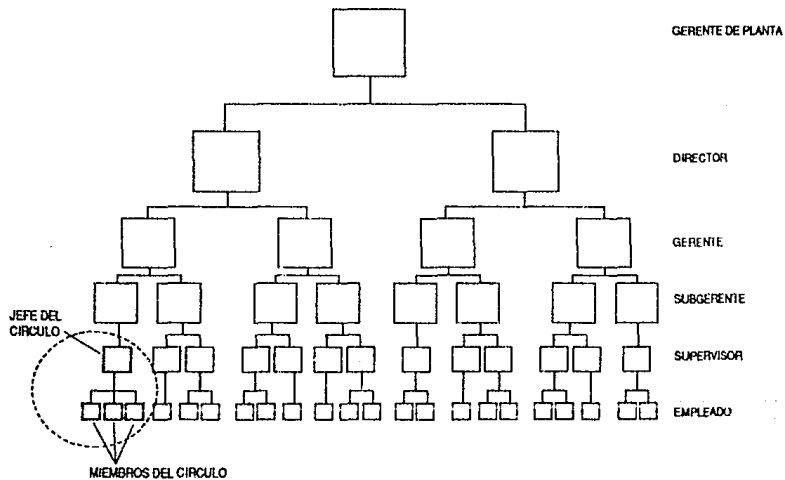 GERENTE DE PLANTA
DIRECTOR
GERENTE
SUBGERENTE
JEFE DEL
CIRCULO
SUPERVISOR
EMPLEADO
MIEMBROS DEL CIRCULO